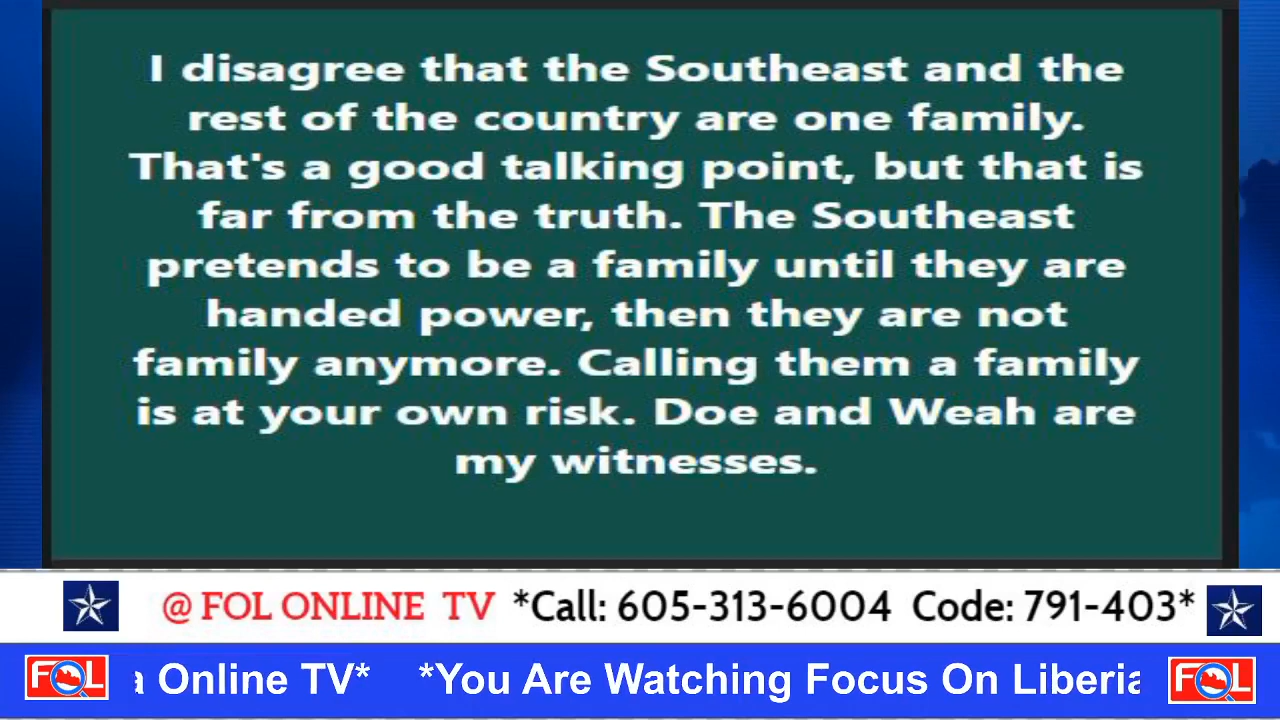 I disagree that the Southeast and the
rest of the country are one family.
That's a good talking point, but that is
far from the truth. The Southeast
pretends to be a family until they are
handed power, then they are not
family anymore. Calling them a family
is at your own risk. Doe and Weah are
my witnesses.
@ FOL ONLINE TV *Call: 605-313-6004 Code: 791-403*
FOL a Online TV* *You Are Watching Focus On Liberia FOL